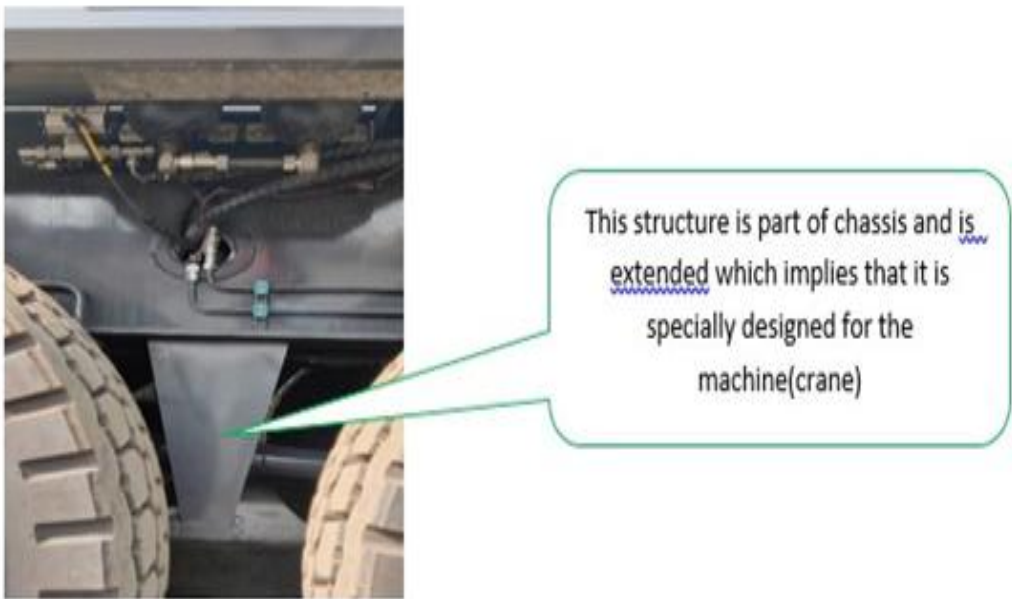 This structure is part of chassis and is
extended which implies that it is
specially designed for the
machine(crane)